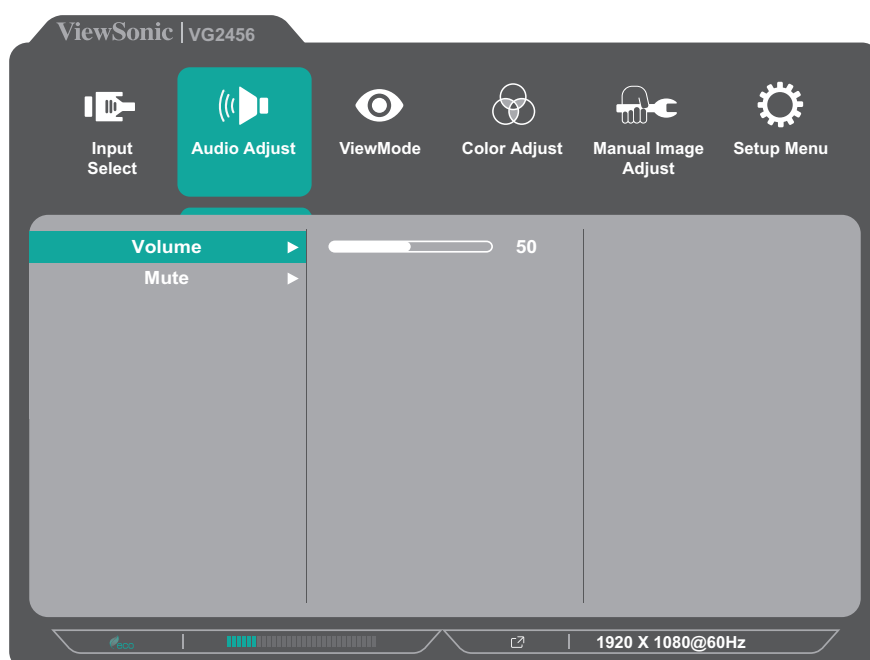 ViewSonic | VG2456
Input
Select
Audio Adjust
ViewMode
Color Adjust
Manual Image
Adjust
Setup Menu
Volume
50
Mute
eco
1920 X 1080@60Hz